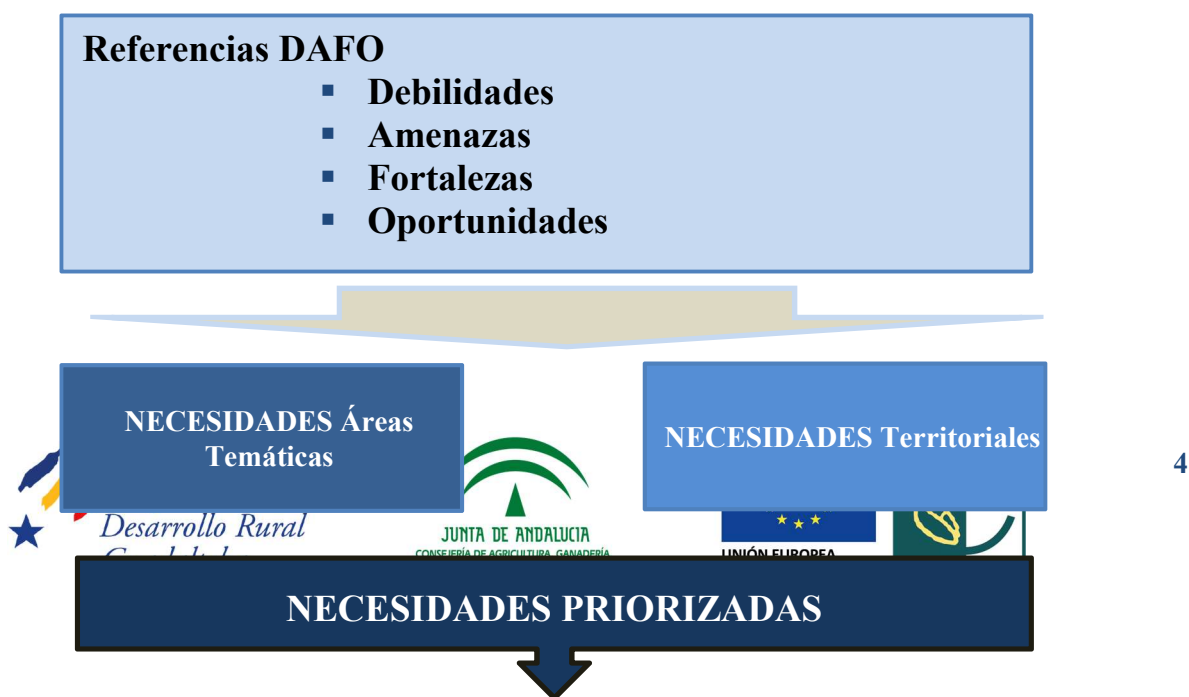 Referencias DAFO
▪ Debilidades
▪ Amenazas
▪ Fortalezas
▪ Oportunidades
NECESIDADES Áreas
Temáticas
NECESIDADES Territoriales
4
Desarrollo Rural
JUNTA DE ANDALUCIA
CONSEJERÍA DE AGRICULTURA, GANADERÍA
UNIÓN EUROPEA
NECESIDADES PRIORIZADAS